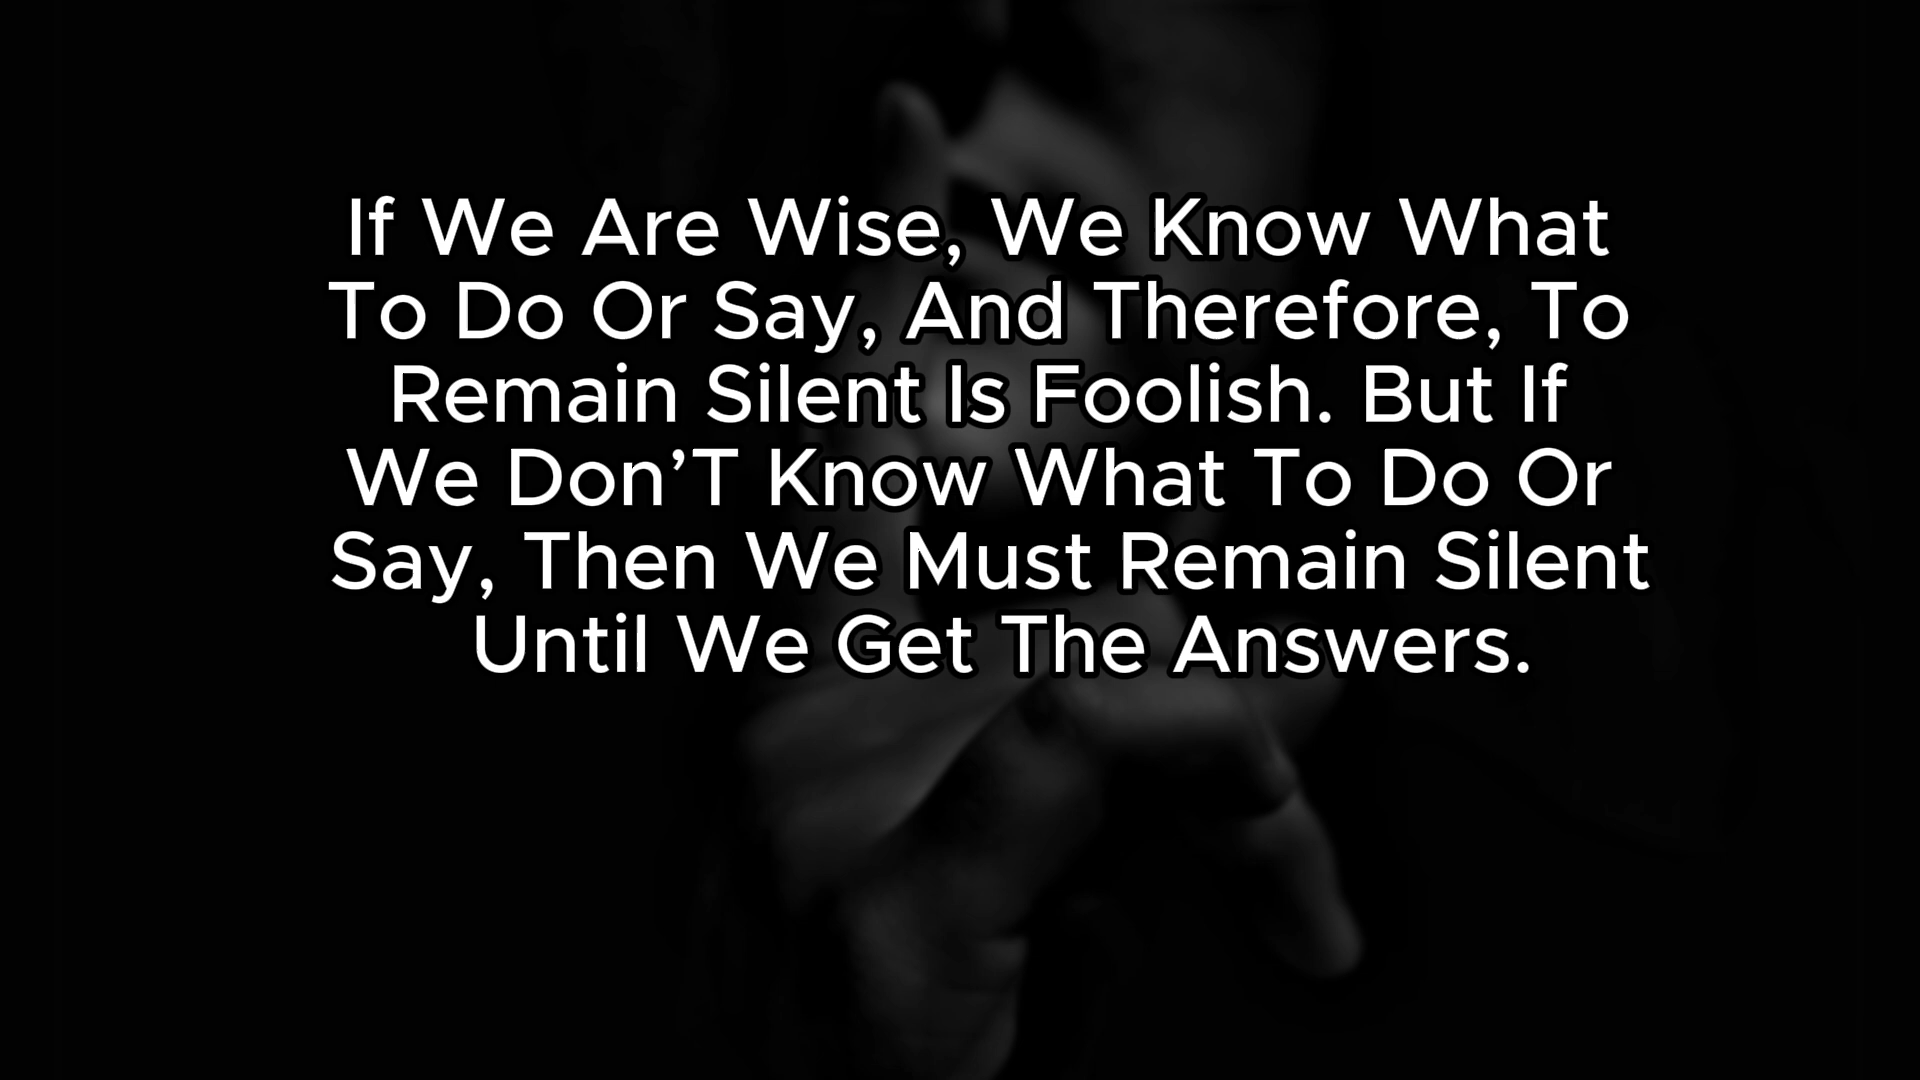 If We Are Wise, We Know What
To Do Or Say, And Therefore, To
Remain Silent Is Foolish. But If
We Don’T Know What To Do Or
Say, Then We Must Remain Silent
Until We Get The Answers.